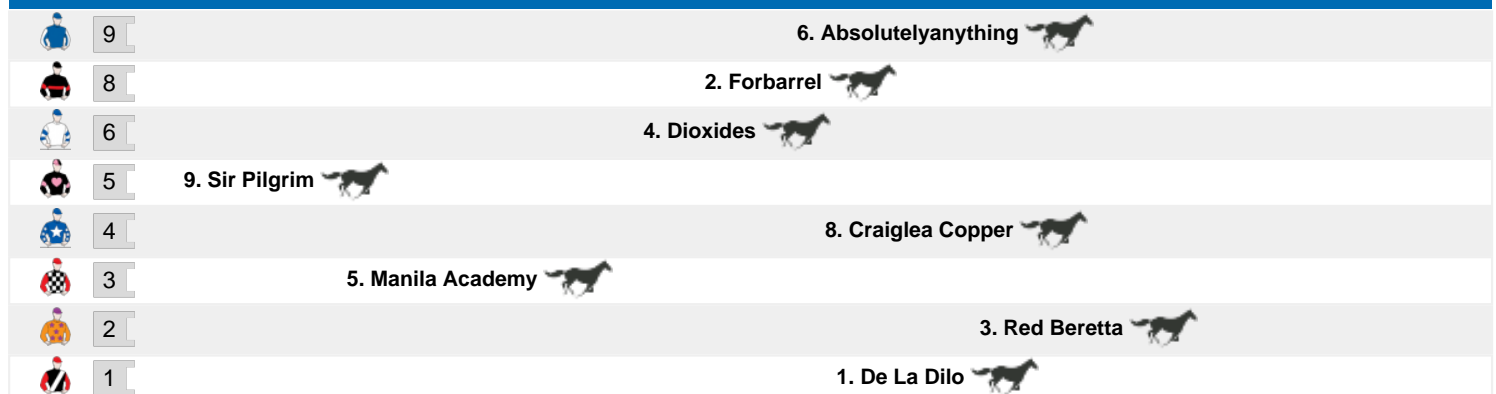 9 6. Absolutelyanything
8 2. Forbarrel
6 4. Dioxides
5 9. Sir Pilgrim
4 8. Craiglea Copper
3 5. Manila Academy
2 3. Red Beretta
1 1. De La Dilo